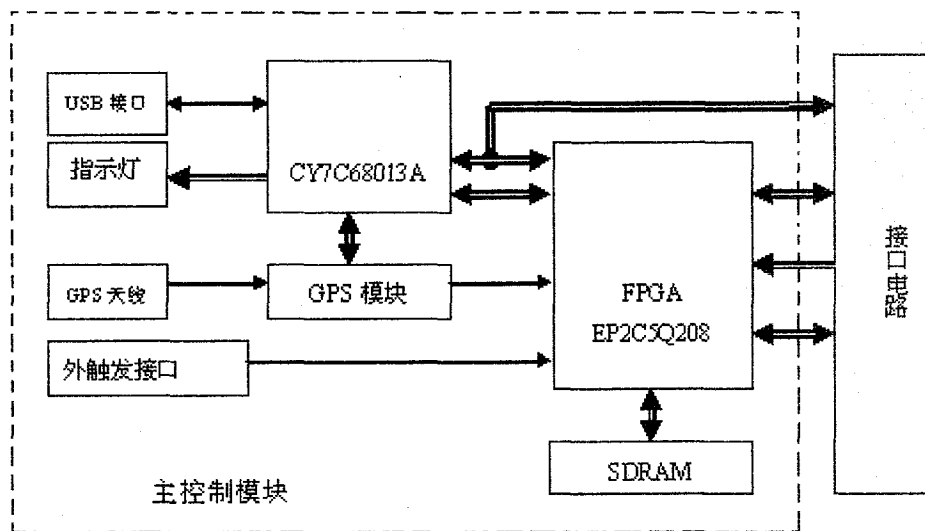 USB 接口
指示灯
CY7C68013A
GPS 天线
GPS 模块
FPGA
EP2C5Q208
外触发接口
SDRAM
主控制模块
接口电路